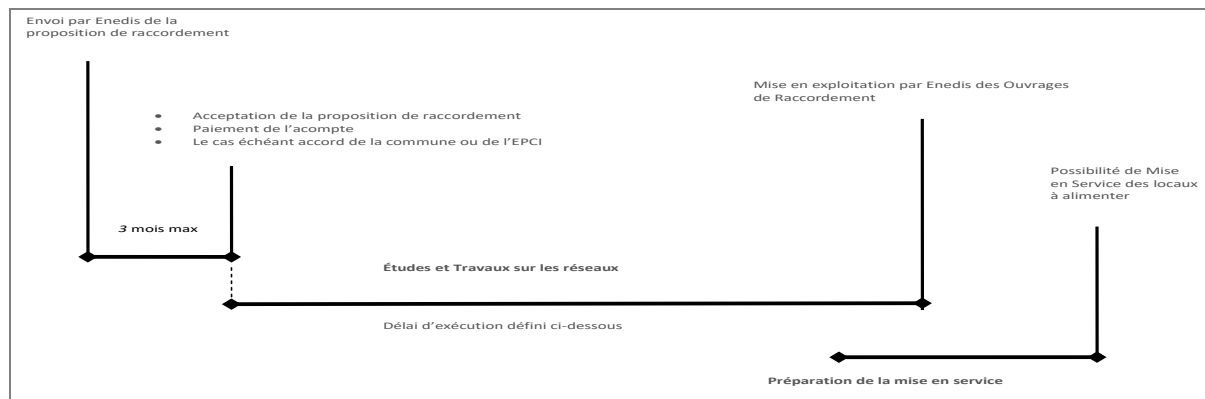 Envoi par Enedis de la
proposition de raccordement
Mise en exploitation par Enedis des Ouvrages
de Raccordement
• Acceptation de la proposition de raccordement
• Paiement de l'acompte
• Le cas échéant accord de la commune ou de l'EPCI
Possibilité de Mise
en Service des locaux
à alimenter
3 mois max
Études et Travaux sur les réseaux
Délai d'exécution défini ci-dessous
Préparation de la mise en service